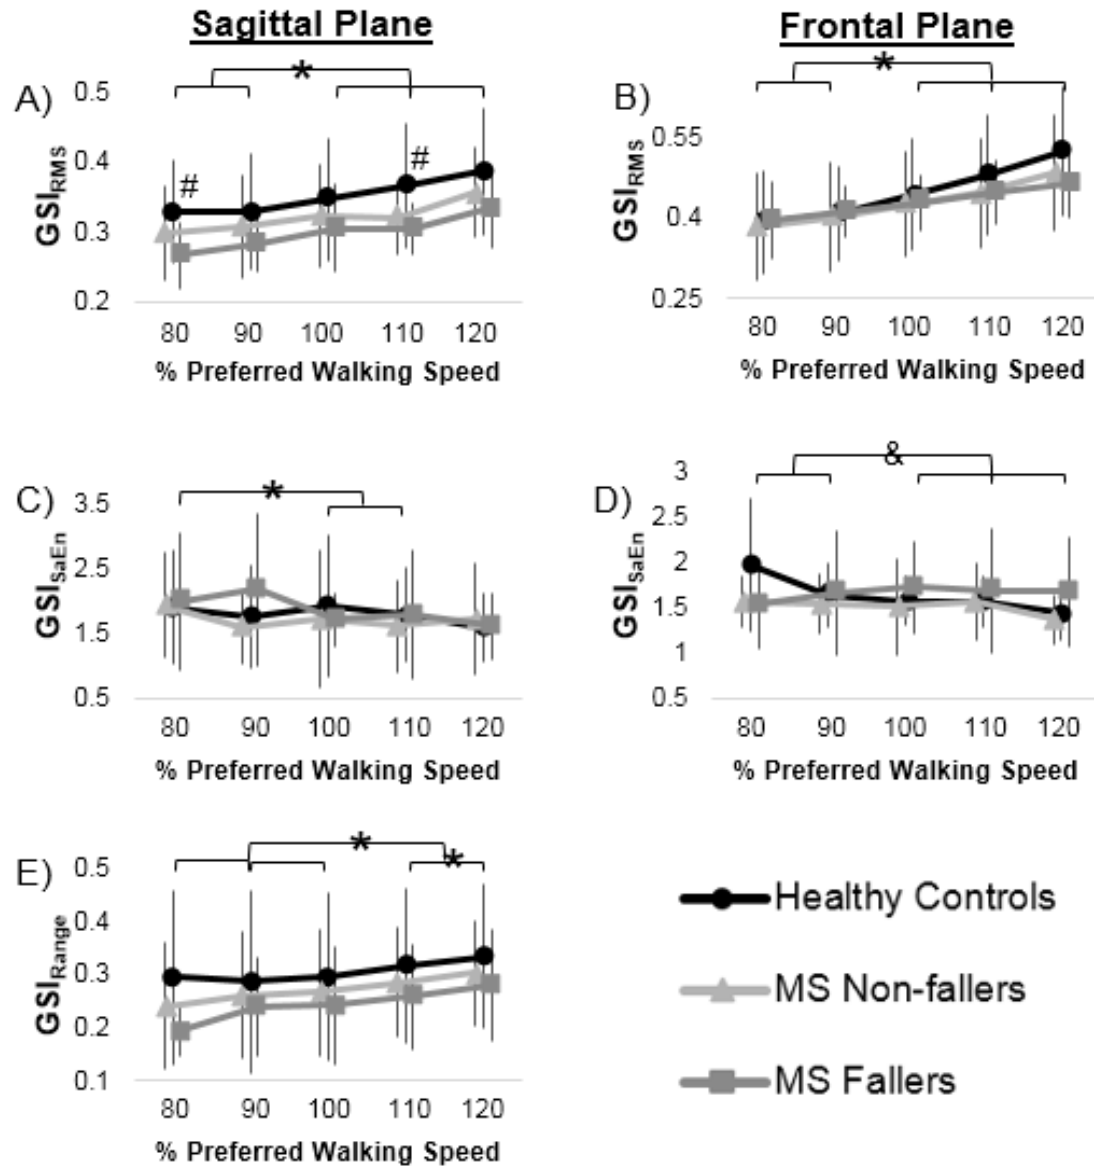 Sagittal Plane
Frontal Plane
A)
*
0.5
0.4
0.3
0.2
#
#
GSIRMS
80 90 100 110 120
% Preferred Walking Speed
B)
*
0.55
0.4
0.25
GSIRMS
80 90 100 110 120
% Preferred Walking Speed
C)
*
3.5
2.5
1.5
0.5
GSISaEn
80 90 100 110 120
% Preferred Walking Speed
D)
&
3
2.5
2
1.5
1
0.5
GSISaEn
80 90 100 110 120
% Preferred Walking Speed
E)
*
*
0.5
0.4
0.3
0.2
0.1
GSIRange
80 90 100 110 120
% Preferred Walking Speed
Healthy Controls
MS Non-fallers
MS Fallers